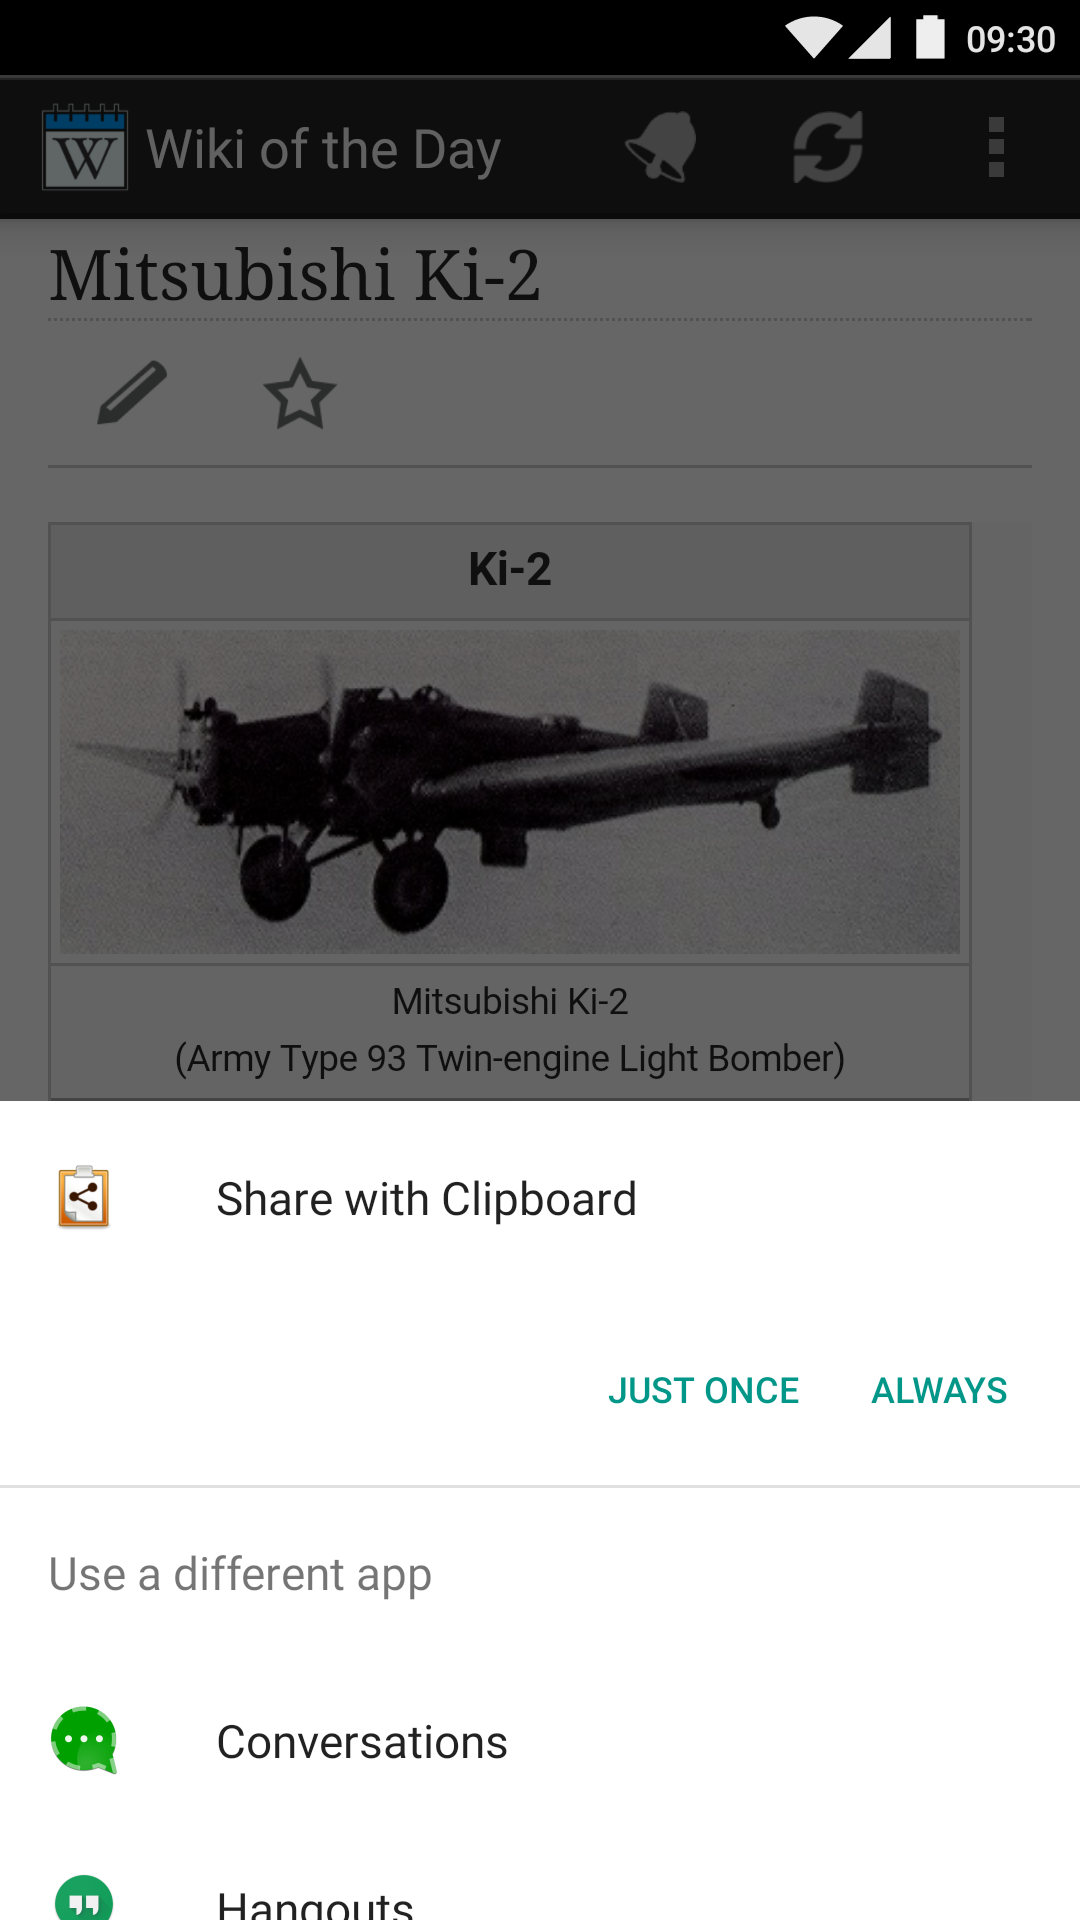 09:30
W Wiki of the Day
Mitsubishi Ki-2
Ki-2
Mitsubishi Ki-2
(Army Type 93 Twin-engine Light Bomber)
Share with Clipboard
JUST ONCE ALWAYS
Use a different app
Conversations
Hangouts